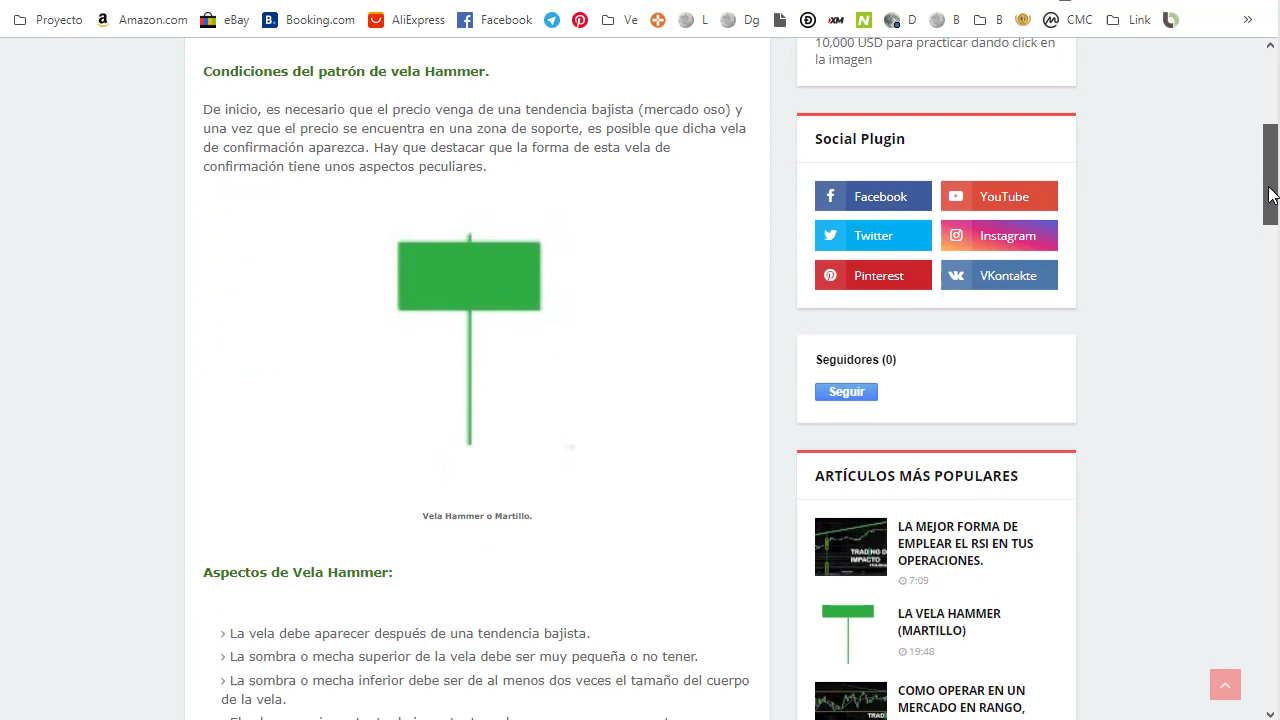 Proyecto
Amazon.com
eBay
Booking.com
AliExpress
Facebook
Ve
L
Dg
XM
D
B
B
CMC
Link
»
10,000 USD para practicar dando click en
la imagen
Condiciones del patrón de vela Hammer.
De inicio, es necesario que el precio venga de una tendencia bajista (mercado oso) y
una vez que el precio se encuentra en una zona de soporte, es posible que dicha vela
de confirmación aparezca. Hay que destacar que la forma de esta vela de
confirmación tiene unos aspectos peculiares.
Vela Hammer o Martillo.
Aspectos de Vela Hammer:
La vela debe aparecer después de una tendencia bajista.
La sombra o mecha superior de la vela debe ser muy pequeña o no tener.
La sombra o mecha inferior debe ser de al menos dos veces el tamaño del cuerpo
de la vela.
Social Plugin
Facebook
YouTube
Twitter
Instagram
Pinterest
VKontakte
Seguidores (0)
Seguir
ARTÍCULOS MÁS POPULARES
LA MEJOR FORMA DE
EMPLEAR EL RSI EN TUS
OPERACIONES.
7:09
LA VELA HAMMER
(MARTILLO)
19:48
COMO OPERAR EN UN
MERCADO EN RANGO,